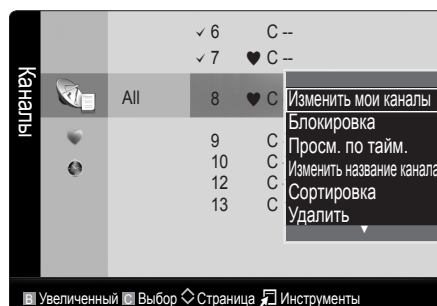 Каналы
✓ 6 C --
✓ 7 ♥ C --
All 8 ♥ C
9 C
10 C
12 C
13 C
Изменить мои каналы
Блокировка
Просм. по тайм.
Изменить название канала
Сортировка
Удалить
▼
B Увеличенный C Выбор Страница Инструменты